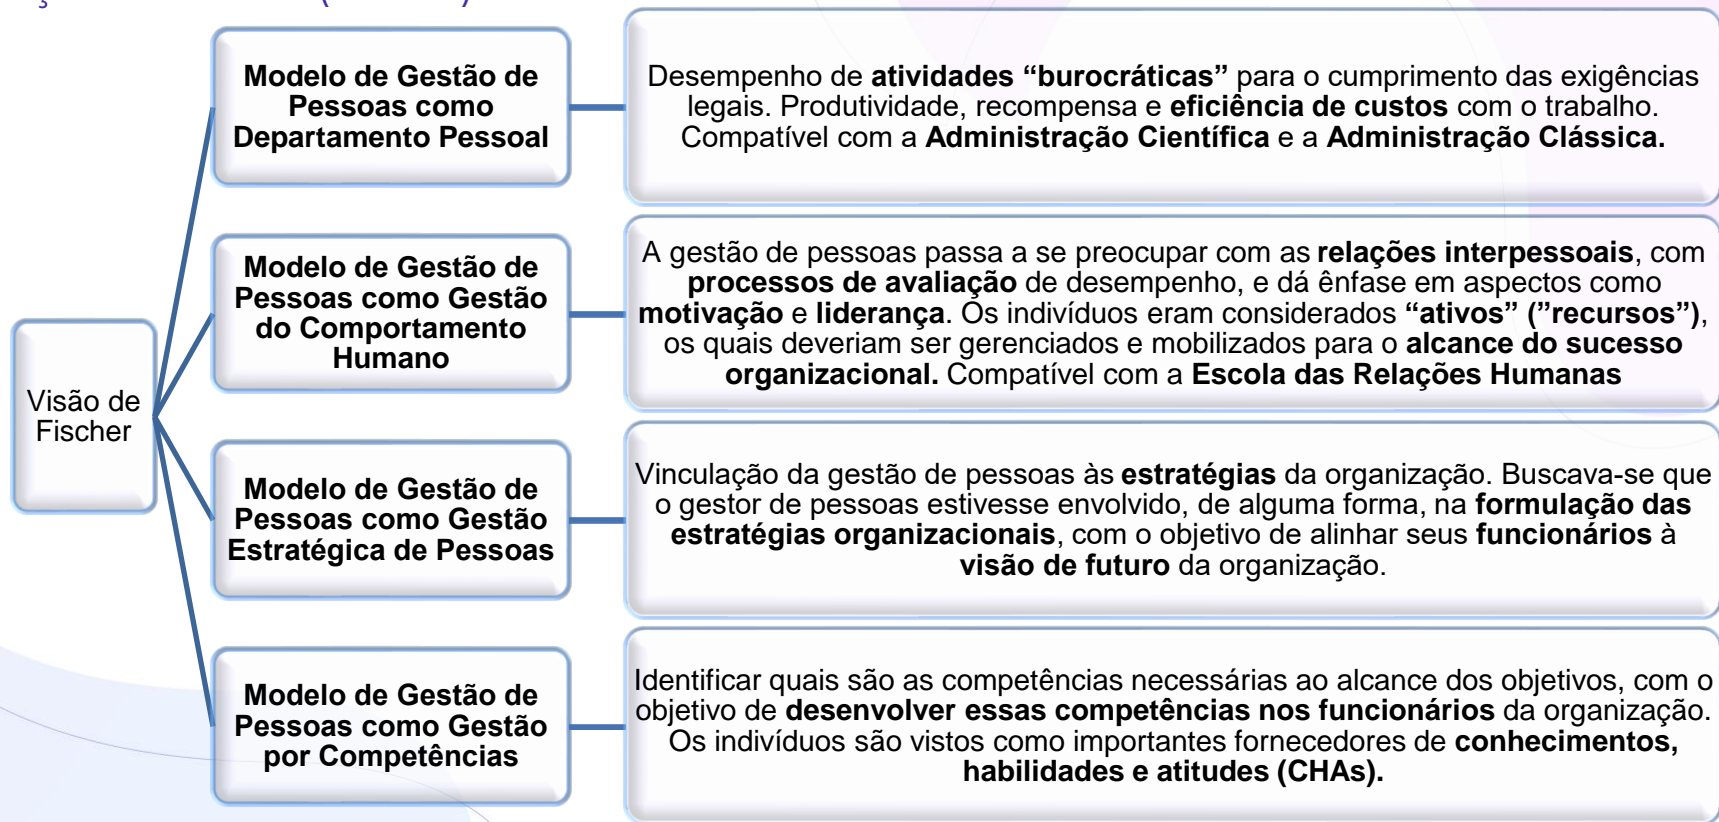 Visão de
Fischer
Modelo de Gestão de
Pessoas como
Departamento Pessoal
Desempenho de atividades “burocráticas” para o cumprimento das exigências
legais. Produtividade, recompensa e eficiência de custos com o trabalho.
Compatível com a Administração Científica e a Administração Clássica.
Modelo de Gestão de
Pessoas como Gestão
do Comportamento
Humano
A gestão de pessoas passa a se preocupar com as relações interpessoais, com
processos de avaliação de desempenho, e dá ênfase em aspectos como
motivação e liderança. Os indivíduos eram considerados “ativos” (”recursos”),
os quais deveriam ser gerenciados e mobilizados para o alcance do sucesso
organizacional. Compatível com a Escola das Relações Humanas
Modelo de Gestão de
Pessoas como Gestão
Estratégica de Pessoas
Vinculação da gestão de pessoas às estratégias da organização. Buscava-se que
o gestor de pessoas estivesse envolvido, de alguma forma, na formulação das
estratégias organizacionais, com o objetivo de alinhar seus funcionários à
visão de futuro da organização.
Modelo de Gestão de
Pessoas como Gestão
por Competências
Identificar quais são as competências necessárias ao alcance dos objetivos, com o
objetivo de desenvolver essas competências nos funcionários da organização.
Os indivíduos são vistos como importantes fornecedores de conhecimentos,
habilidades e atitudes (CHAs).